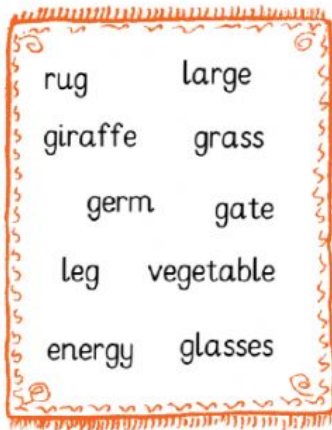 rug large
giraffe grass
germ gate
leg vegetable
energy glasses